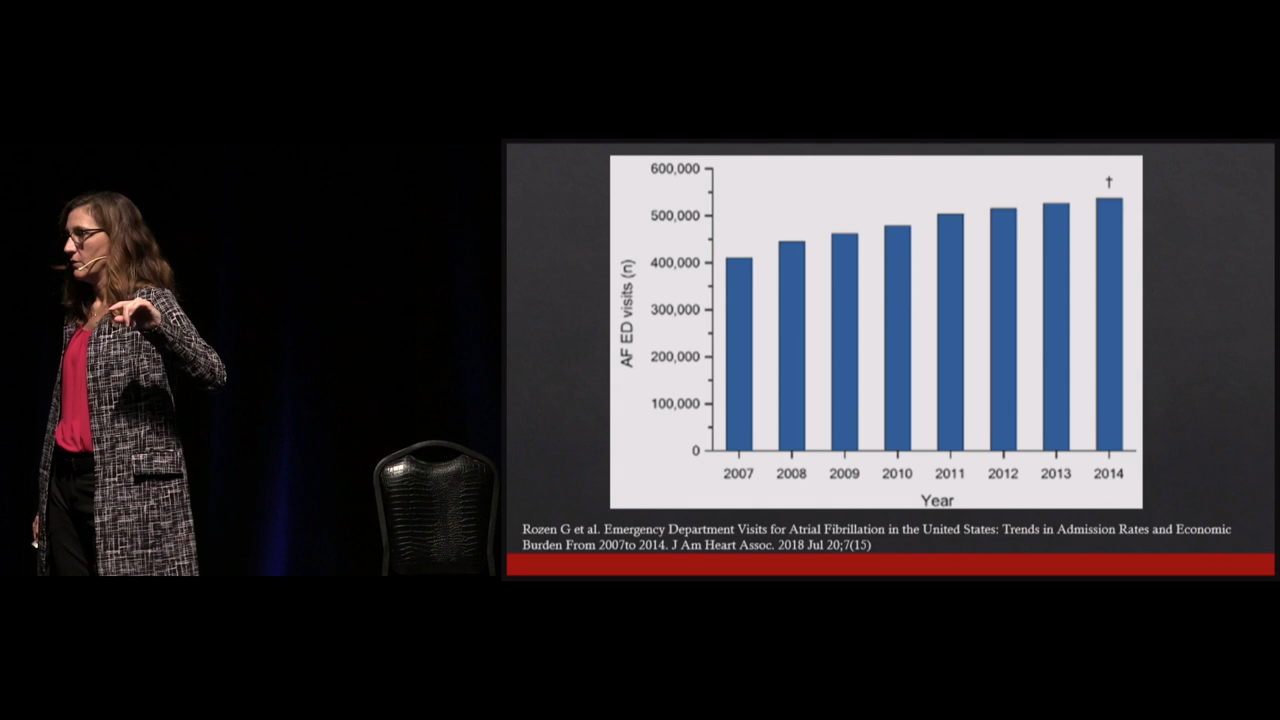 600,000
†
500,000
400,000
300,000
200,000
100,000
0
AF ED visits (n)
2007 2008 2009 2010 2011 2012 2013 2014
Year
Rozen G et al. Emergency Department Visits for Atrial Fibrillation in the United States: Trends in Admission Rates and Economic
Burden From 2007to 2014. J Am Heart Assoc. 2018 Jul 20;7(15)